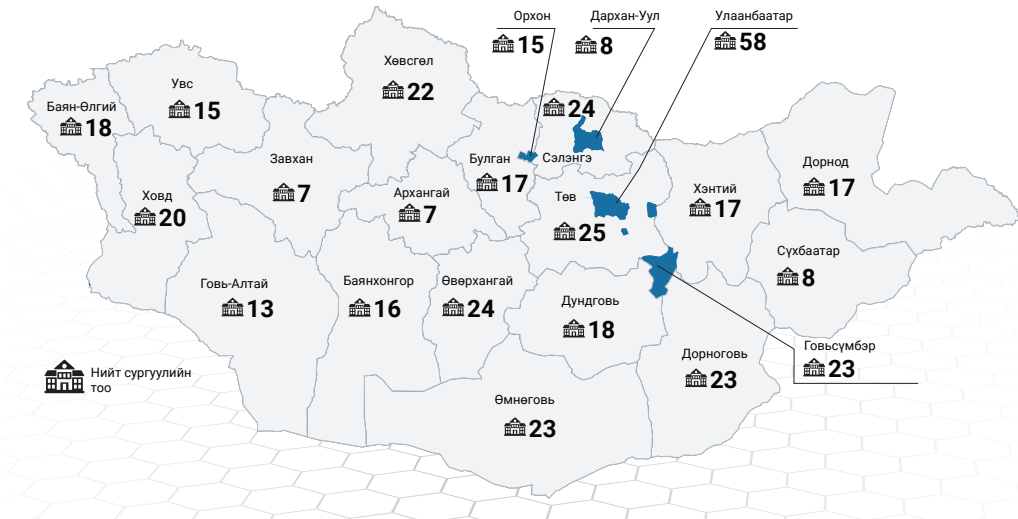 Орхон
15
Дархан-Уул
8
Улаанбаатар
58
Хөвсгөл
22
Увс
15
Баян-Өлгий
18
24
Сэлэнгэ
Булган
17
Завхан
7
Архангай
7
Ховд
20
Төв
25
Хэнтий
17
Дорнод
17
Сүхбаатар
8
Говь-Алтай
13
Баянхонгор
16
Өвөрхангай
24
Дундговь
18
Дорноговь
23
Говьсүмбэр
23
Өмнөговь
23
Нийт сургуулийн
тоо